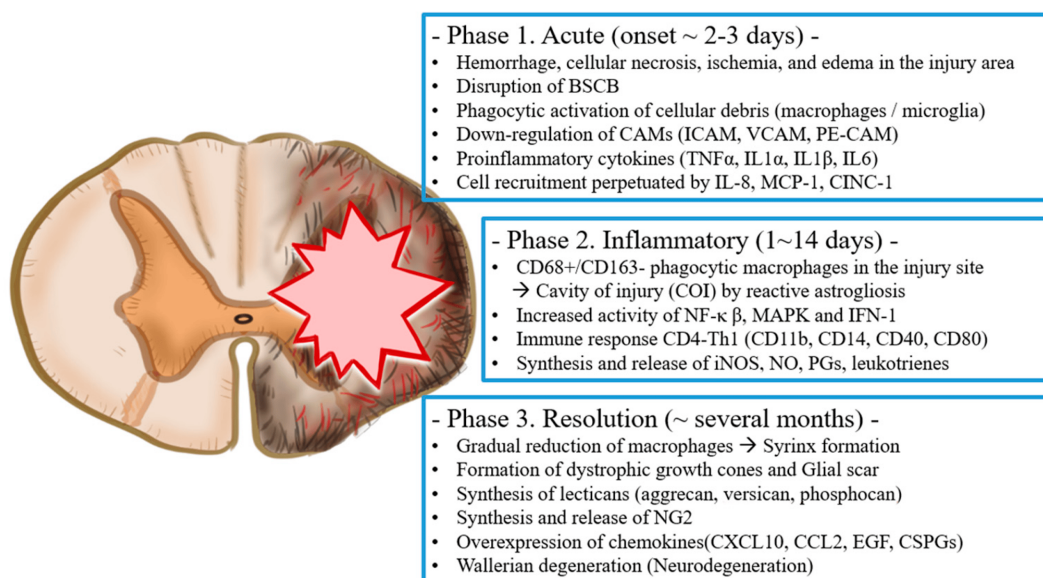 - Phase 1. Acute (onset ~ 2-3 days) -
• Hemorrhage, cellular necrosis, ischemia, and edema in the injury area
• Disruption of BSCB
• Phagocytic activation of cellular debris (macrophages / microglia)
• Down-regulation of CAMs (ICAM, VCAM, PE-CAM)
• Proinflammatory cytokines (TNFα, IL1α, IL1β, IL6)
• Cell recruitment perpetuated by IL-8, MCP-1, CINC-1
- Phase 2. Inflammatory (1~14 days) -
• CD68+/CD163- phagocytic macrophages in the injury site
→ Cavity of injury (COI) by reactive astrogliosis
• Increased activity of NF-κ β, MAPK and IFN-1
• Immune response CD4-Th1 (CD11b, CD14, CD40, CD80)
• Synthesis and release of iNOS, NO, PGs, leukotrienes
- Phase 3. Resolution (~ several months) -
• Gradual reduction of macrophages → Syrinx formation
• Formation of dystrophic growth cones and Glial scar
• Synthesis of lecticans (aggrecan, versican, phosphocan)
• Synthesis and release of NG2
• Overexpression of chemokines(CXCL10, CCL2, EGF, CSPGs)
• Wallerian degeneration (Neurodegeneration)